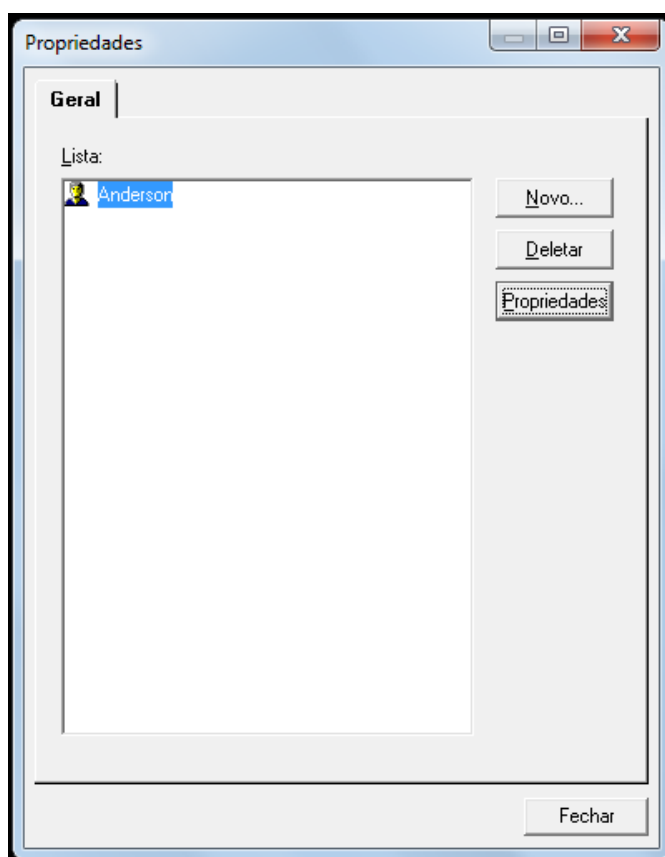 Propriedades
Geral
Lista:
Anderson
Novo...
Deletar
Propriedades
Fechar